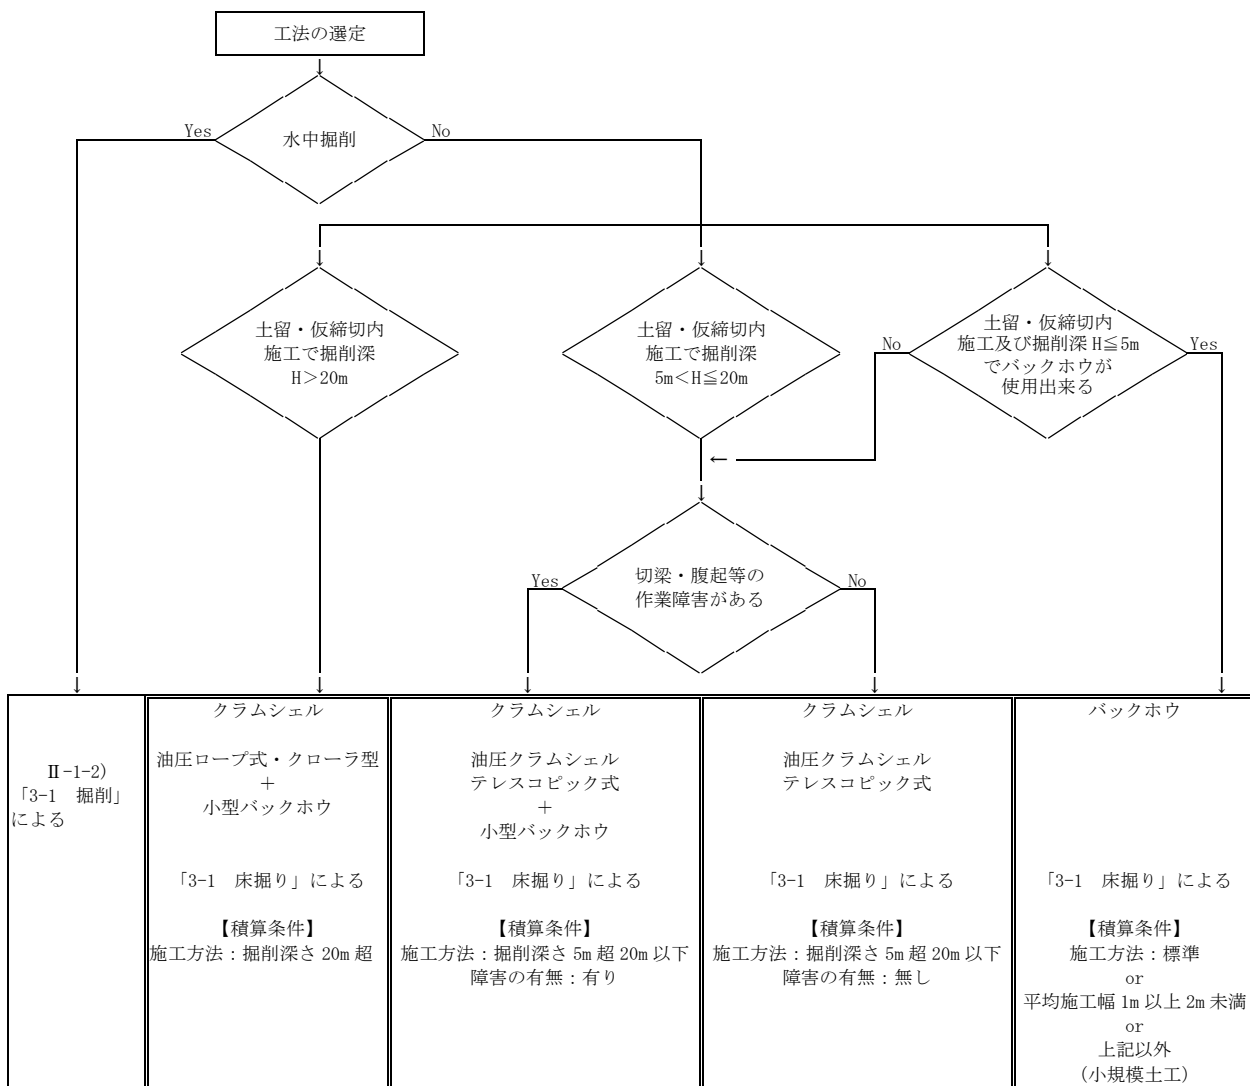 工法の選定
↓
Yes
水中掘削
No
↓
↓
↓
土留・仮締切内
施工で掘削深
H>20m
土留・仮締切内
施工で掘削深
5m<H≦20m
No
土留・仮締切内
施工及び掘削深 H≦5m
でバックホウが
使用出来る
Yes
←
↓
Yes
切梁・腹起等の
作業障害がある
No
↓
↓
↓
↓
↓
Ⅱ-1-2)
「3-1 掘削」
による
クラムシェル
油圧ロープ式・クローラ型
+
小型バックホウ
「3-1 床掘り」による
【積算条件】
施工方法：掘削深さ 20m 超
クラムシェル
油圧クラムシェル
テレスコピック式
+
小型バックホウ
「3-1 床掘り」による
【積算条件】
施工方法：掘削深さ 5m 超 20m 以下
障害の有無：有り
クラムシェル
油圧クラムシェル
テレスコピック式
「3-1 床掘り」による
【積算条件】
施工方法：掘削深さ 5m 超 20m 以下
障害の有無：無し
バックホウ
「3-1 床掘り」による
【積算条件】
施工方法：標準
or
平均施工幅 1m 以上 2m 未満
or
上記以外
(小規模土工)